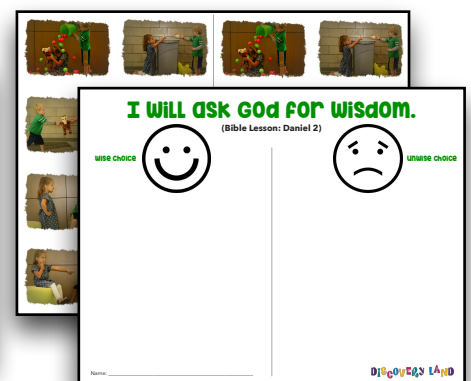 I will ask God for wisdom.
(Bible Lesson: Daniel 2)
wise choice
unwise choice
Name:
DISCOVERY LAND